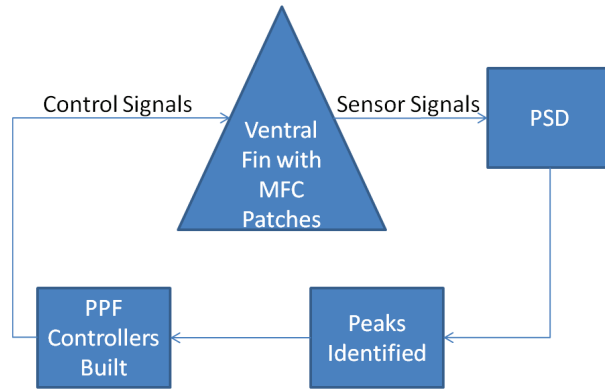 Control Signals
Ventral
Fin with
MFC
Patches
Sensor Signals
PSD
PPF
Controllers
Built
Peaks
Identified